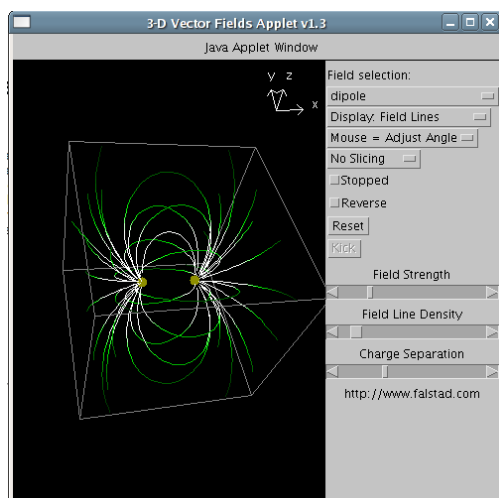 3-D Vector Fields Applet v1.3
Java Applet Window
y z
x
Field selection:
dipole
Display: Field Lines
Mouse = Adjust Angle
No Slicing
Stopped
Reverse
Reset
Kick
Field Strength
Field Line Density
Charge Separation
http://www.falstad.com